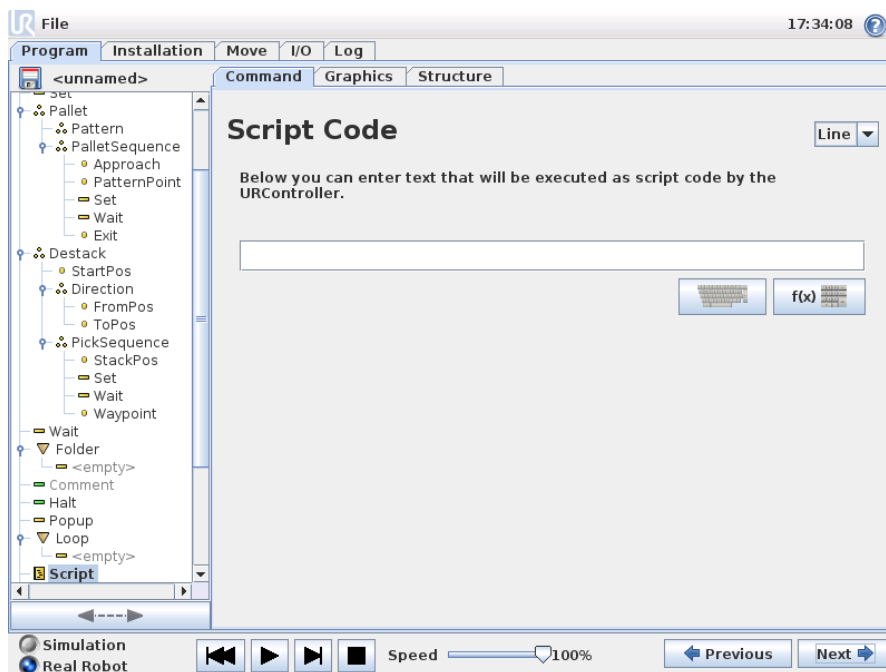 UR File 17:34:08 ?
Program Installation Move I/O Log
<unnamed> Command Graphics Structure
Set
Pallet
Pattern
PalletSequence
Approach
PatternPoint
Set
Wait
Exit
Destack
StartPos
Direction
FromPos
ToPos
PickSequence
StackPos
Set
Wait
Waypoint
Wait
Folder
<empty>
Comment
Halt
Popup
Loop
<empty>
Script
Script Code
Line
Below you can enter text that will be executed as script code by the
URController.
f(x)
Simulation
Real Robot
Speed 100%
Previous Next